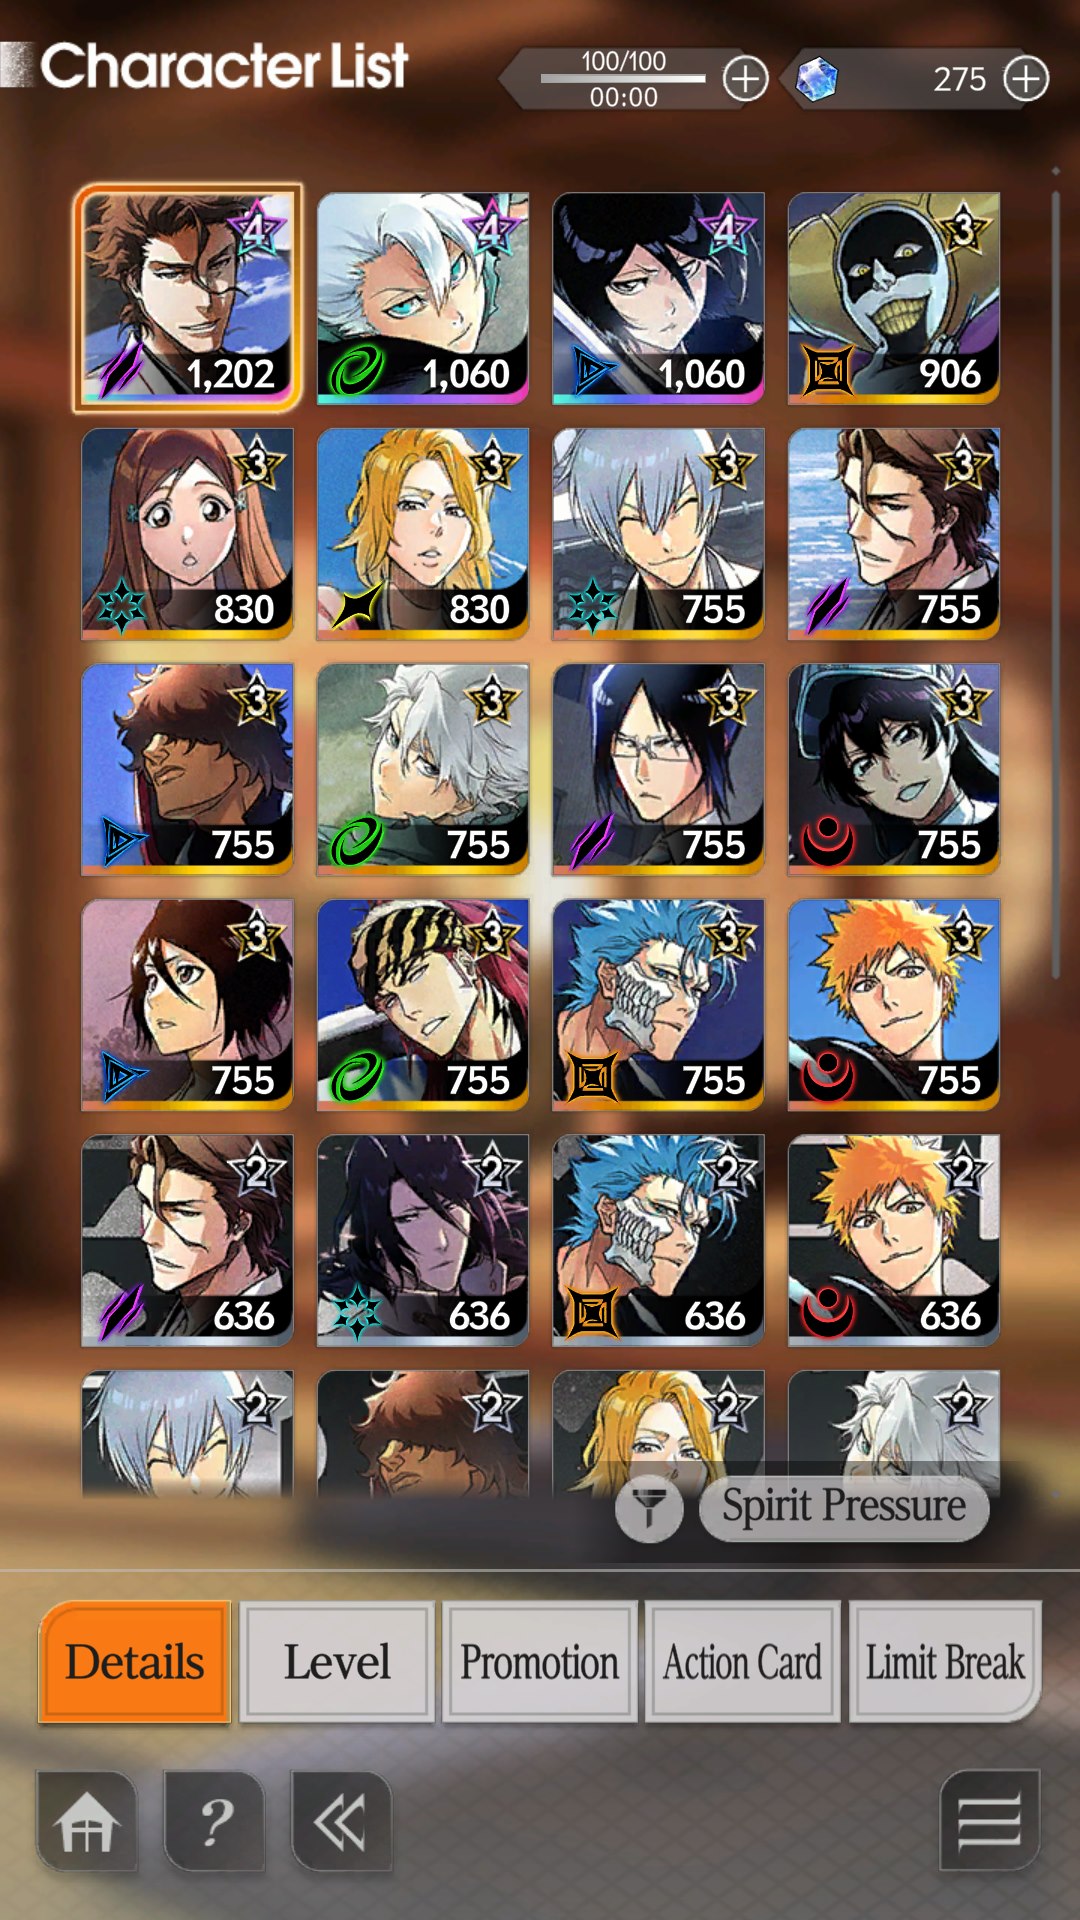 Character List
100/100
00:00
275
4 4 4 3
1,202 1,060 1,060 906
3 3 3 3
830 830 755 755
3 3 3 3
755 755 755 755
3 3 3 3
755 755 755 755
2 2 2 2
636 636 636 636
2 2 2 2
Spirit Pressure
Details Level Promotion Action Card Limit Break
?